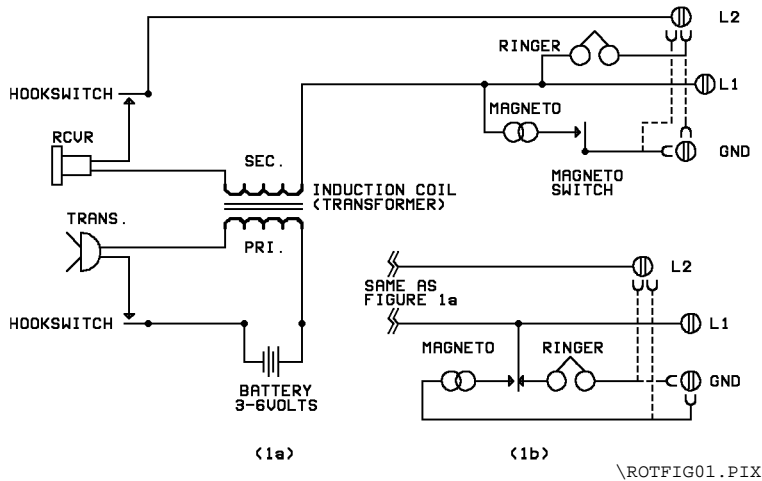 L2
RINGER
HOOKSWITCH
L1
MAGNETO
RCVR
GND
SEC.
MAGNETO
SWITCH
INDUCTION COIL
(TRANSFORMER)
TRANS.
PRI.
L2
SAME AS
FIGURE 1a
HOOKSWITCH
L1
MAGNETO
RINGER
GND
BATTERY
3-6VOLTS
(1a)
(1b)
\ROTFIG01.PIX